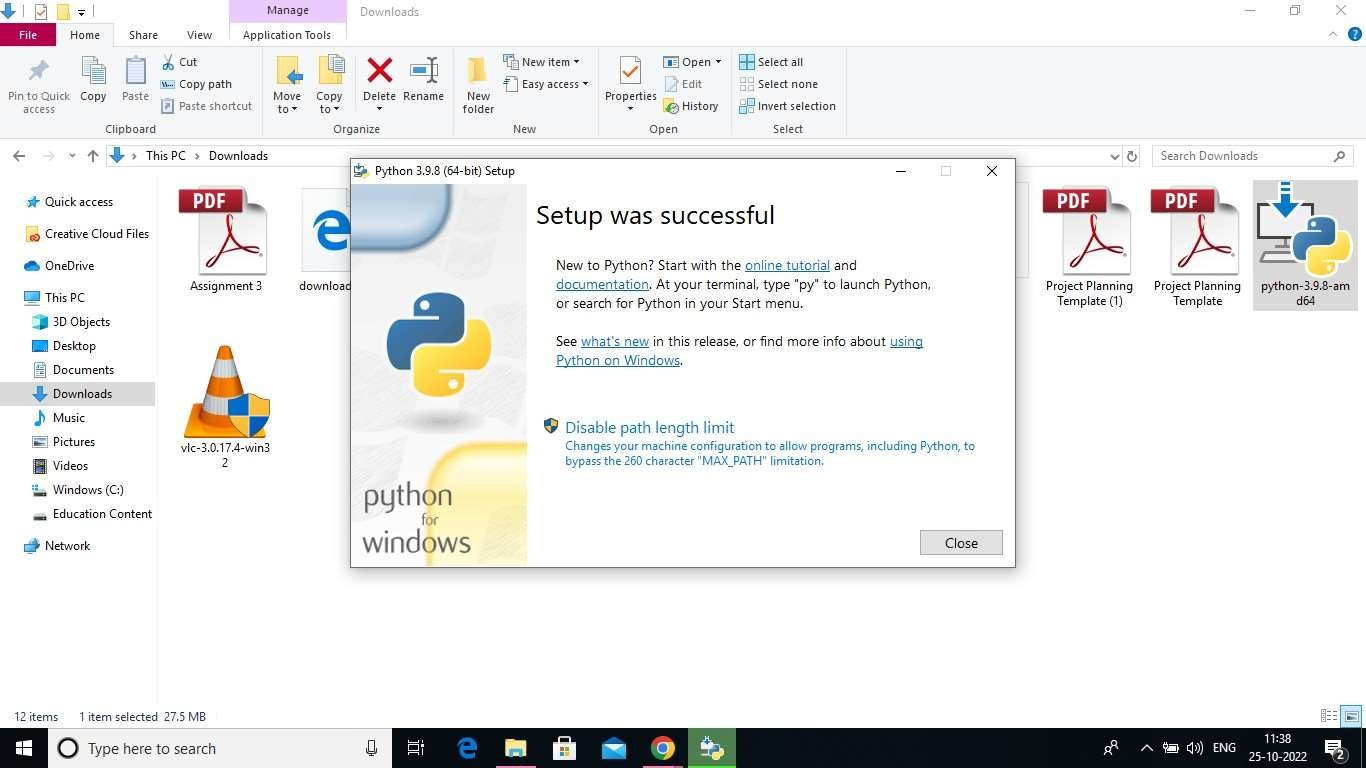 Manage
Downloads
File
Home
Share
View
Application Tools
Pin to Quick
access
Copy
Paste
Cut
Copy path
Paste shortcut
Clipboard
Move
to
Copy
to
Delete
Rename
Organize
New
folder
New item
Easy access
New
Properties
Open
Edit
History
Open
Select all
Select none
Invert selection
Select
This PC
Downloads
Search Downloads
Quick access
Creative Cloud Files
OneDrive
This PC
3D Objects
Desktop
Documents
Downloads
Music
Pictures
Videos
Windows (C:)
Education Content
Network
PDF
Assignment 3
download
vlc-3.0.17.4-win3
2
Python 3.9.8 (64-bit) Setup
Setup was successful
New to Python? Start with the online tutorial and
documentation. At your terminal, type "py" to launch Python,
or search for Python in your Start menu.
See what's new in this release, or find more info about using
Python on Windows.
Disable path length limit
Changes your machine configuration to allow programs, including Python, to
bypass the 260 character "MAX_PATH" limitation.
python
for
windows
Close
PDF
Project Planning
Template (1)
PDF
Project Planning
Template
python-3.9.8-am
d64
12 items
1 item selected 27.5 MB
Type here to search
ENG
11:38
25-10-2022
2